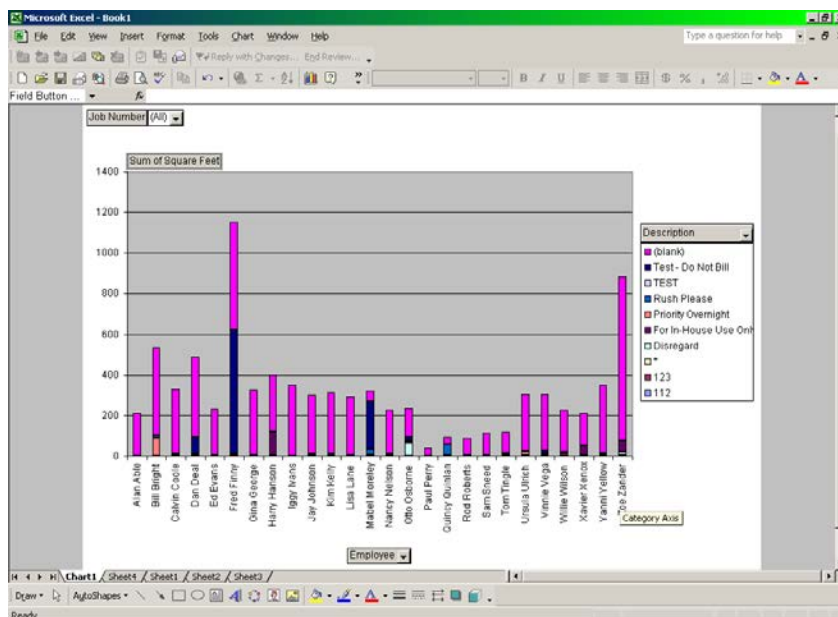 Microsoft Excel - Book1
File Edit View Insert Format Tools Chart Window Help
Type a question for help
Reply with Changes... End Review...
Field Button ... fx
Job Number (All)
Sum of Square Feet
1400
1200
1000
800
600
400
200
0
Alan Able
Bill Bright
Calvin Coole
Dan Deal
Ed Evans
Fred Finny
Gina George
Harry Hanson
Iggy Ivans
Jay Johnson
Kim Kelly
Lisa Lane
Mabel Moreley
Nancy Nelson
Otto Osborne
Paul Perry
Quincy Quinlan
Rod Roberts
Sam Sneed
Tom Tingle
Ursula Ulrich
Vinnie Vega
Willie Wilson
Xavier Xenox
Yanni Yellow
Zoe Zander
Category Axis
Employee
Description
(blank)
Test - Do Not Bill
TEST
Rush Please
Priority Overnight
For In-House Use Only
Disregard
*
123
112
Chart1 / Sheet4 / Sheet1 / Sheet2 / Sheet3
Draw AutoShapes
Ready